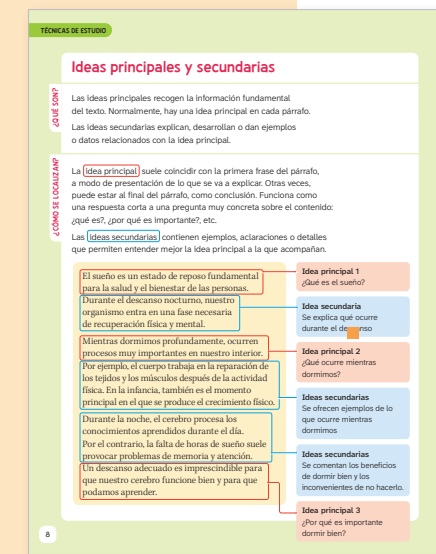 TÉCNICAS DE ESTUDIO
Ideas principales y secundarias
¿QUÉ SON?
Las ideas principales recogen la información fundamental
del texto. Normalmente, hay una idea principal en cada párrafo.
Las ideas secundarias explican, desarrollan o dan ejemplos
o datos relacionados con la idea principal.
¿CÓMO SE LOCALIZAN?
La idea principal suele coincidir con la primera frase del párrafo,
a modo de presentación de lo que se va a explicar. Otras veces,
puede estar al final del párrafo, como conclusión. Funciona como
una respuesta corta a una pregunta muy concreta sobre el contenido:
¿qué es?, ¿por qué es importante?, etc.
Las ideas secundarias contienen ejemplos, aclaraciones o detalles
que permiten entender mejor la idea principal a la que acompañan.
El sueño es un estado de reposo fundamental
para la salud y el bienestar de las personas.
Durante el descanso nocturno, nuestro
organismo entra en una fase necesaria
de recuperación física y mental.
Mientras dormimos profundamente, ocurren
procesos muy importantes en nuestro interior.
Por ejemplo, el cuerpo trabaja en la reparación de
los tejidos y los músculos después de la actividad
física. En la infancia, también es el momento
principal en el que se produce el crecimiento físico.
Durante la noche, el cerebro procesa los
conocimientos aprendidos durante el día.
Por el contrario, la falta de horas de sueño suele
provocar problemas de memoria y atención.
Un descanso adecuado es imprescindible para
que nuestro cerebro funcione bien y para que
podamos aprender.
Idea principal 1
¿Qué es el sueño?
Idea secundaria
Se explica qué ocurre
durante el
Idea principal 2
¿Qué ocurre mientras
dormimos?
Ideas secundarias
Se ofrecen ejemplos de lo
que ocurre mientras
dormimos
Ideas secundarias
Se comentan los beneficios
de dormir bien y los
inconvenientes de no hacerlo.
Idea principal 3
¿Por qué es importante
dormir bien?
8